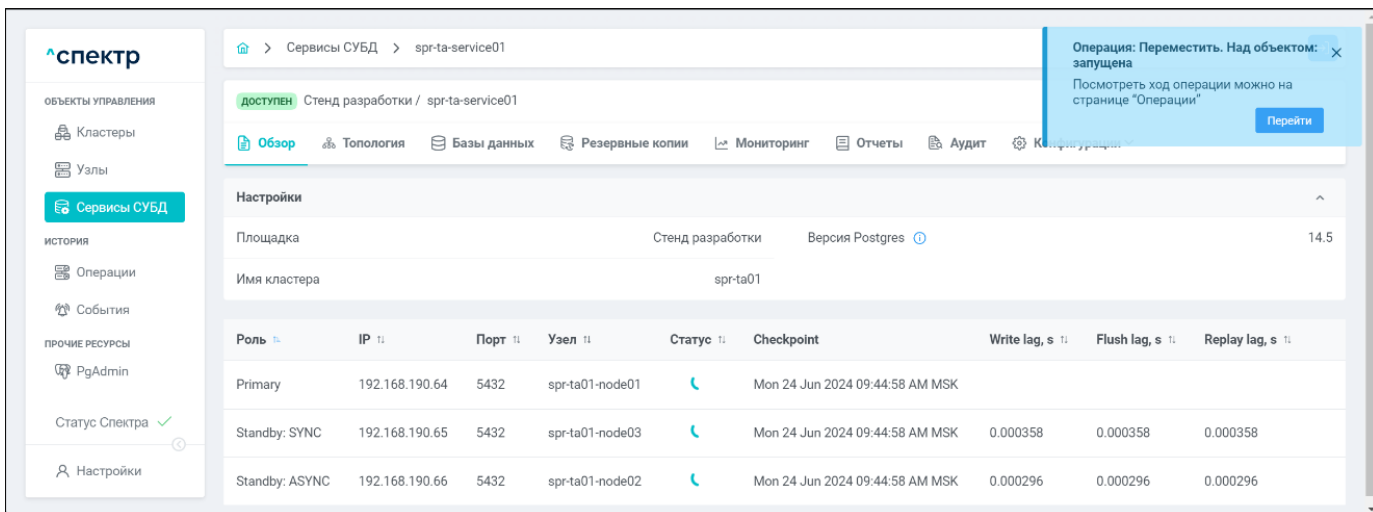 ^спектр
ОБЪЕКТЫ УПРАВЛЕНИЯ
Кластеры
Узлы
Сервисы СУБД
ИСТОРИЯ
Операции
События
ПРОЧИЕ РЕСУРСЫ
PgAdmin
Статус Спектра
Настройки
> Сервисы СУБД > spr-ta-service01
ДОСТУПЕН Стенд разработки / spr-ta-service01
Обзор Топология Базы данных Резервные копии Мониторинг Отчеты Аудит Конфигурации
Операция: Переместить. Над объектом:
запущена
Посмотреть ход операции можно на
странице "Операции"
Перейти
Настройки
Площадка Стенд разработки Версия Postgres 14.5
Имя кластера spr-ta01
Роль IP Порт Узел Статус Checkpoint Write lag, s Flush lag, s Replay lag, s
Primary 192.168.190.64 5432 spr-ta01-node01 Mon 24 Jun 2024 09:44:58 AM MSK
Standby: SYNC 192.168.190.65 5432 spr-ta01-node03 Mon 24 Jun 2024 09:44:58 AM MSK 0.000358 0.000358 0.000358
Standby: ASYNC 192.168.190.66 5432 spr-ta01-node02 Mon 24 Jun 2024 09:44:58 AM MSK 0.000296 0.000296 0.000296